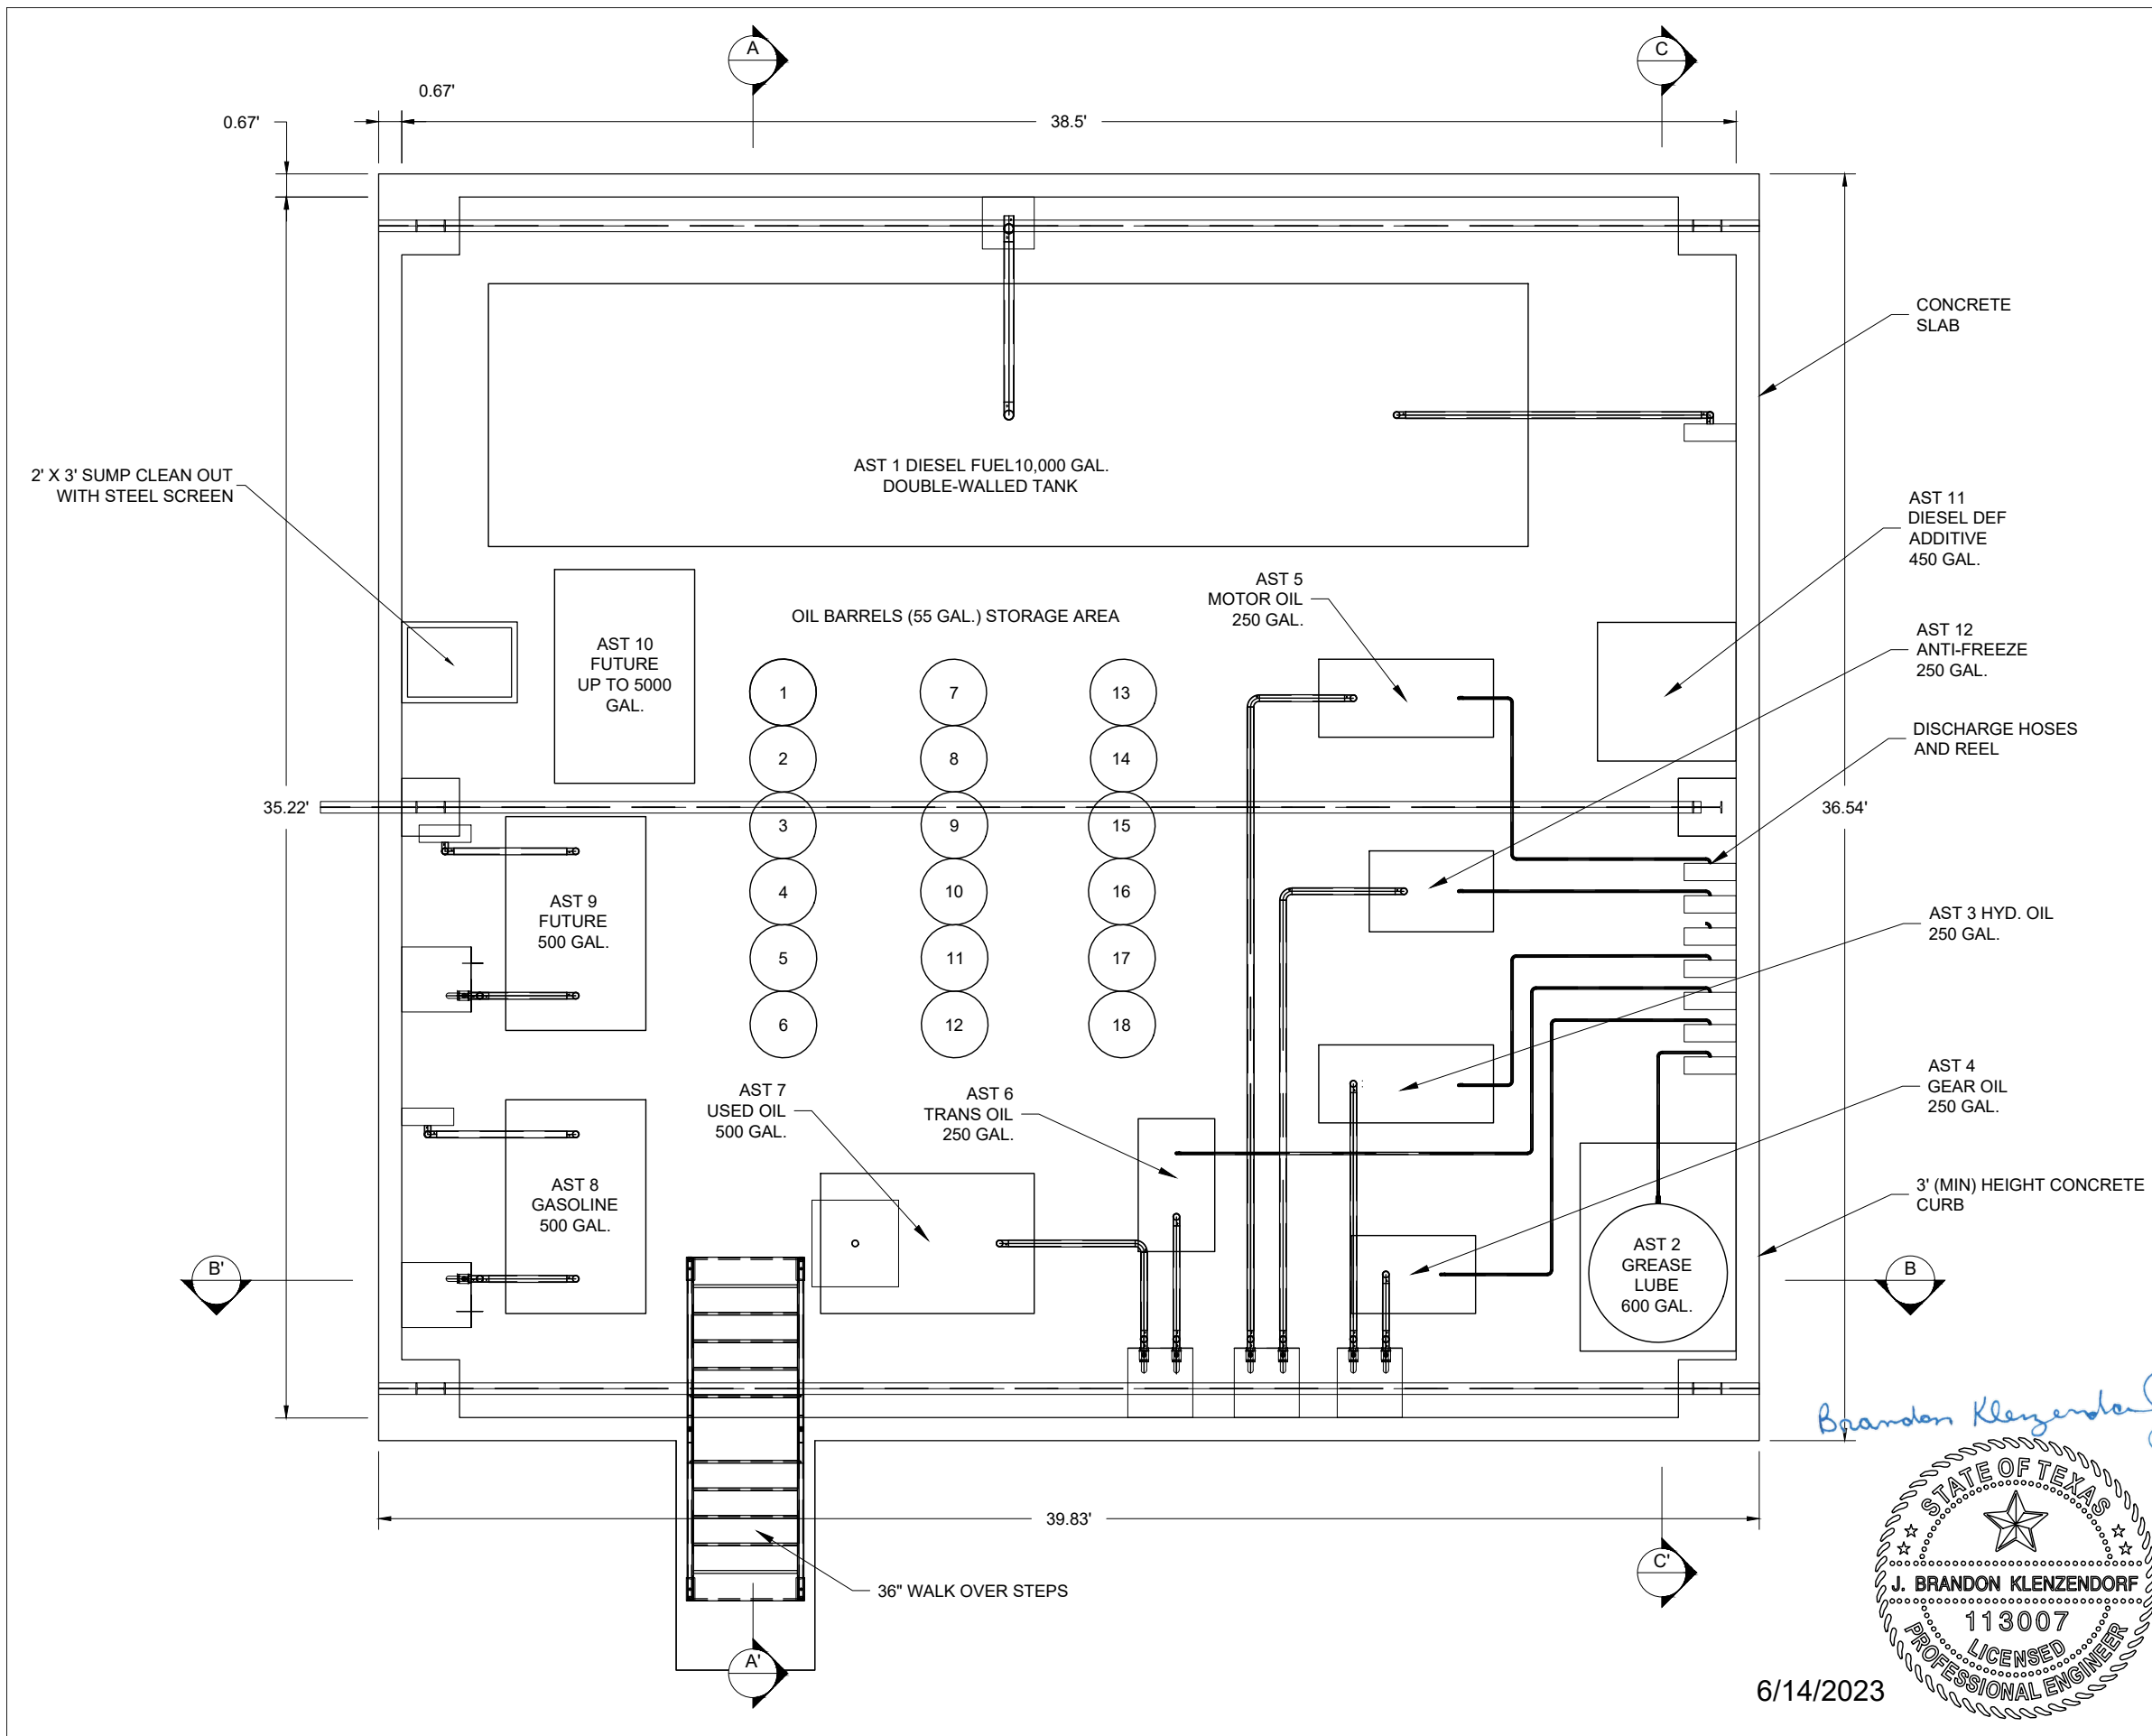 A
C
0.67'
0.67'
38.5'
CONCRETE
SLAB
AST 1 DIESEL FUEL10,000 GAL.
DOUBLE-WALLED TANK
2' X 3' SUMP CLEAN OUT
WITH STEEL SCREEN
AST 11
DIESEL DEF
ADDITIVE
450 GAL.
AST 5
MOTOR OIL
250 GAL.
OIL BARRELS (55 GAL.) STORAGE AREA
AST 10
FUTURE
UP TO 5000
GAL.
AST 12
ANTI-FREEZE
250 GAL.
1
7
13
2
8
14
DISCHARGE HOSES
AND REEL
35.22'
36.54'
3
9
15
4
10
16
AST 9
FUTURE
500 GAL.
AST 3 HYD. OIL
250 GAL.
5
11
17
6
12
18
AST 7
USED OIL
500 GAL.
AST 6
TRANS OIL
250 GAL.
AST 4
GEAR OIL
250 GAL.
AST 8
GASOLINE
500 GAL.
3' (MIN) HEIGHT CONCRETE
CURB
AST 2
GREASE
LUBE
600 GAL.
B'
B
Brandon Klenzendorf
39.83'
STATE OF TEXAS
C'
J. BRANDON KLENZENDORF
113007
LICENSED
PROFESSIONAL ENGINEER
36" WALK OVER STEPS
A'
6/14/2023